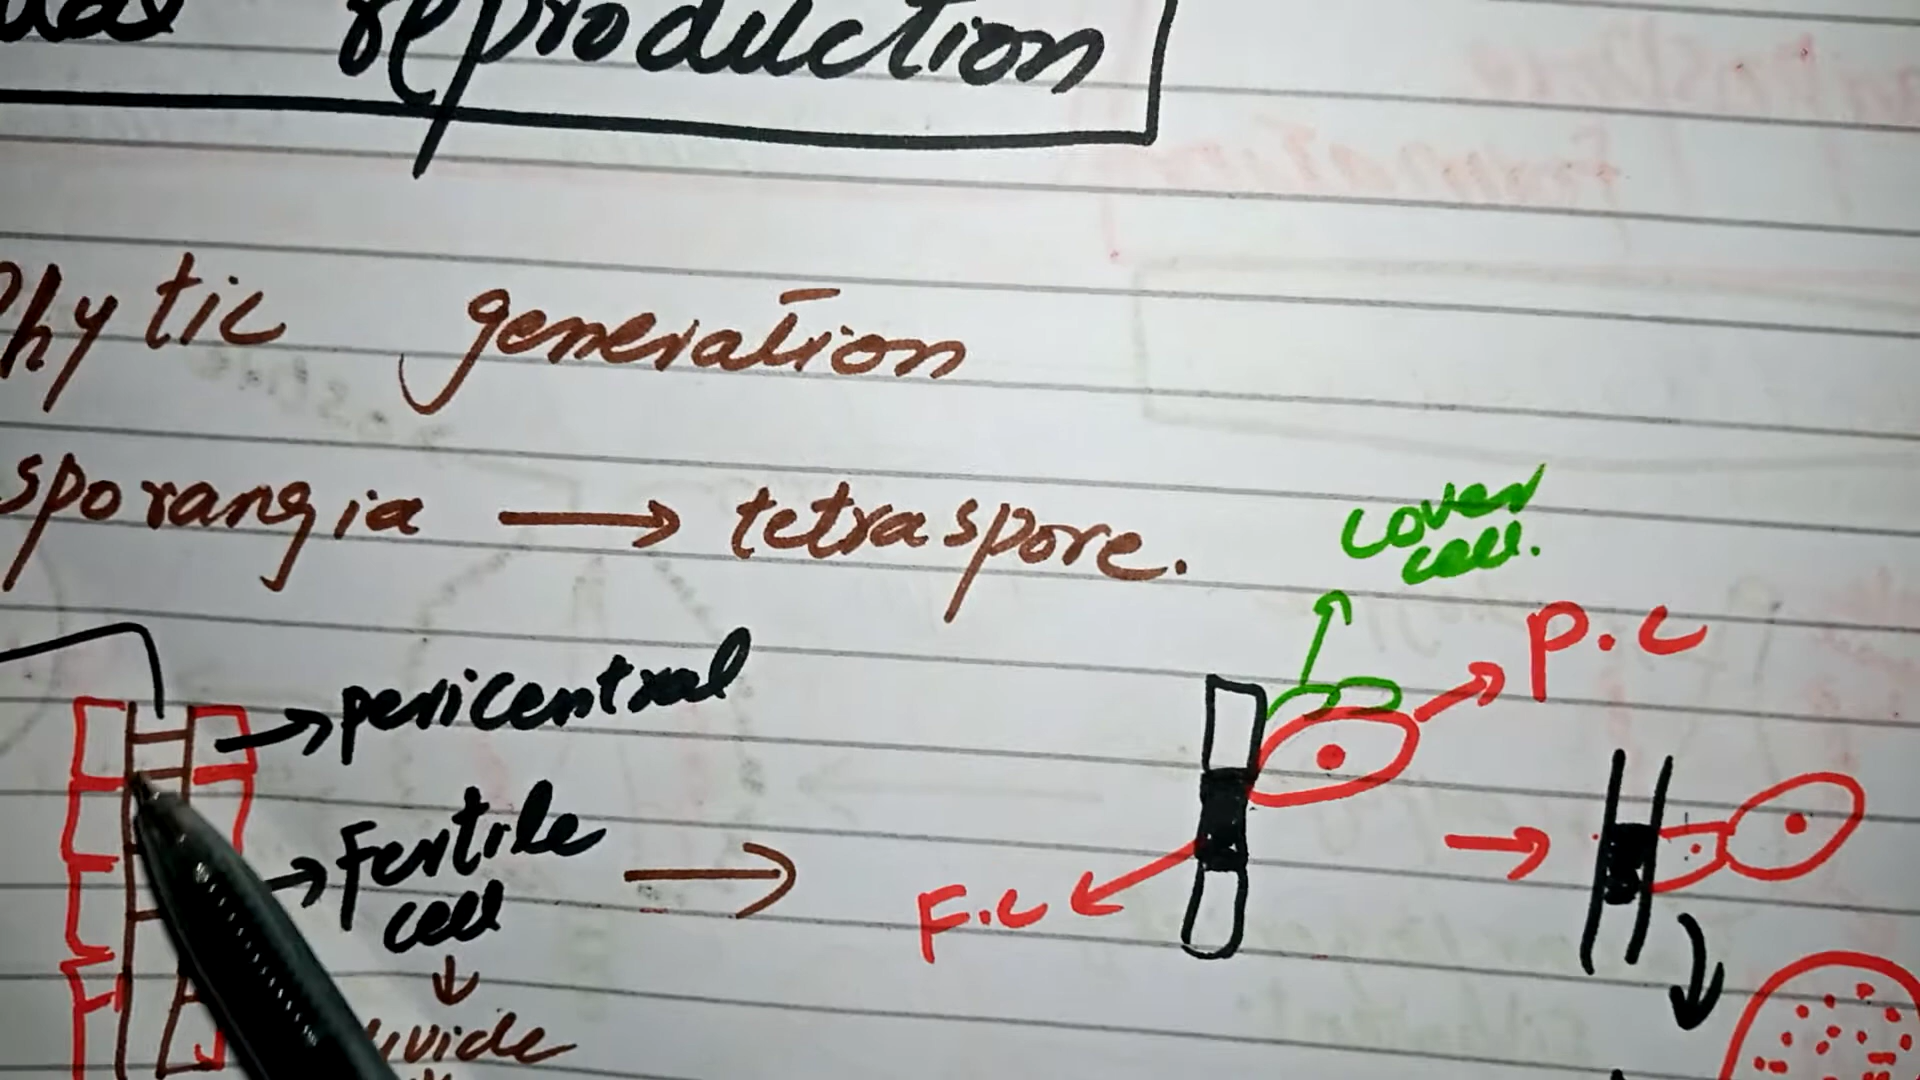 reproduction
Phytic generation
sporangia → tetraspore.
cover
cell.
P.C
→ pericentral
→ Fertile
cell
F.C